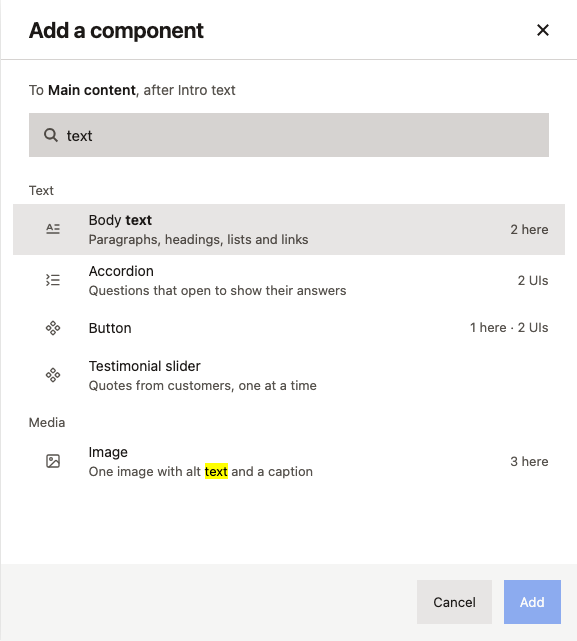 Add a component
To Main content, after Intro text
text
Text
Body text
Paragraphs, headings, lists and links
2 here
Accordion
Questions that open to show their answers
2 UIs
Button
1 here · 2 UIs
Testimonial slider
Quotes from customers, one at a time
Media
Image
One image with alt text and a caption
3 here
Cancel
Add